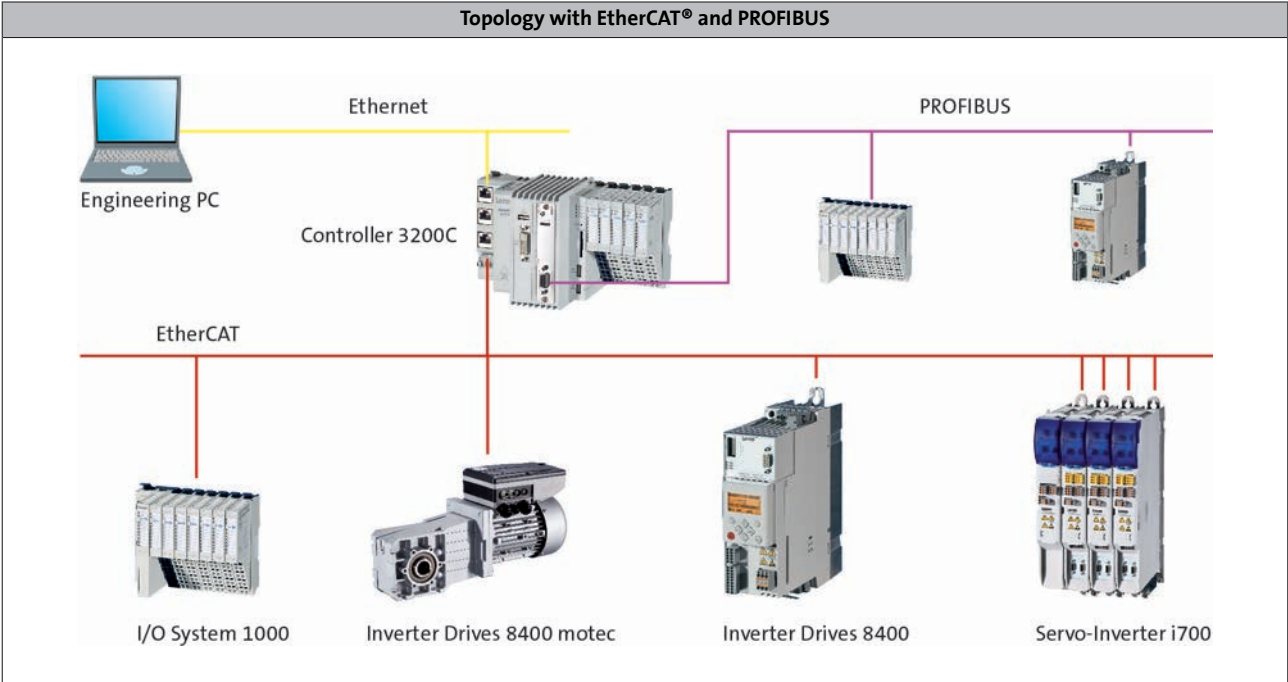 Topology with EtherCAT® and PROFIBUS
Ethernet
PROFIBUS
Engineering PC
Controller 3200C
EtherCAT
I/O System 1000
Inverter Drives 8400 motec
Inverter Drives 8400
Servo-Inverter i700